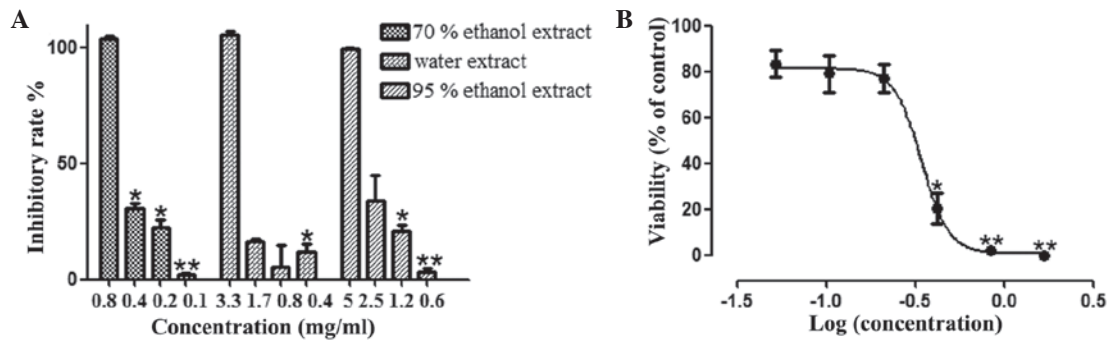 A
Inhibitory rate %
100
50
0
70 % ethanol extract
water extract
95 % ethanol extract
*
*
**
*
*
**
0.8 0.4 0.2 0.1 3.3 1.7 0.8 0.4 5 2.5 1.2 0.6
Concentration (mg/ml)
B
Viability (% of control)
100
80
60
40
20
0
*
**
**
-1.5 -1.0 -0.5 0.0 0.5
Log (concentration)